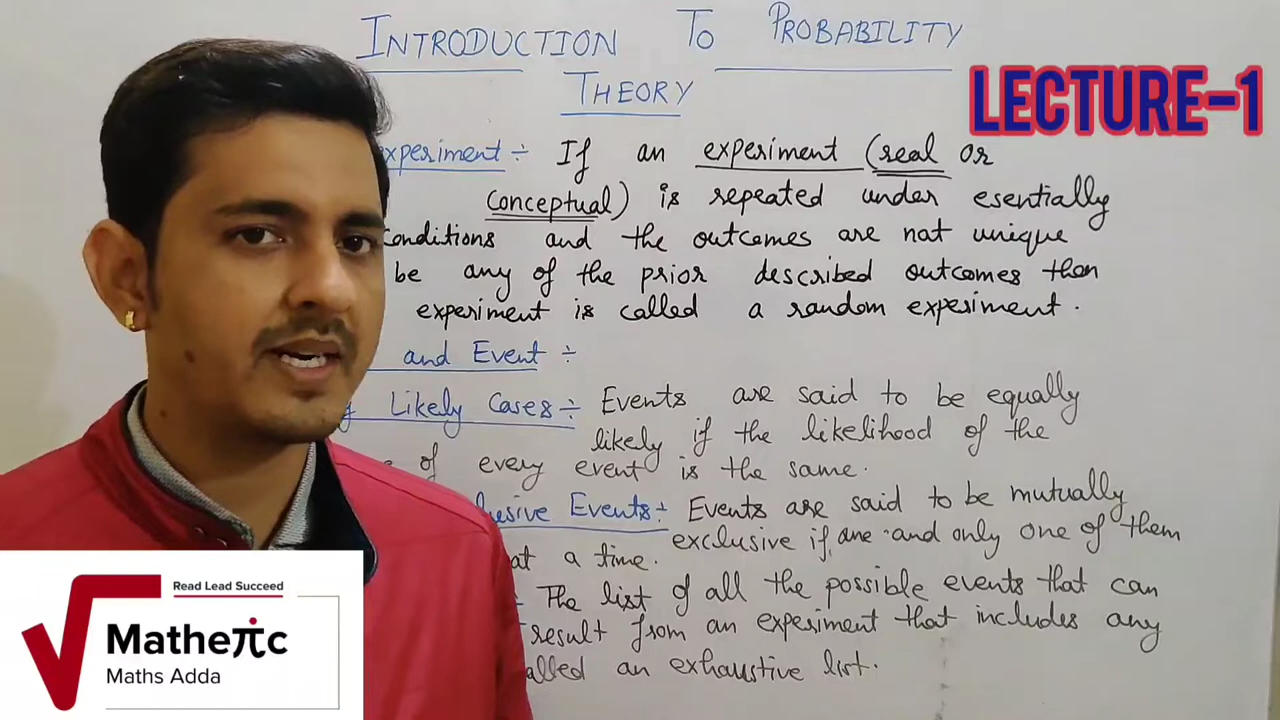 INTRODUCTION TO PROBABILITY
THEORY
LECTURE-1
experiment ÷ If an experiment (real or
conceptual) is repeated under esentially
conditions and the outcomes are not unique
be any of the prior described outcomes then
experiment is called a random experiment.
and Event ÷
Likely Cases ÷ Events are said to be equally
likely if the likelihood of the
of every event is the same.
Events ÷ Events are said to be mutually
exclusive if one and only one of them
at a time.
The list of all the possible events that can
result from an experiment that includes any
an exhaustive list.
Read Lead Succeed
Matheπc
Maths Adda